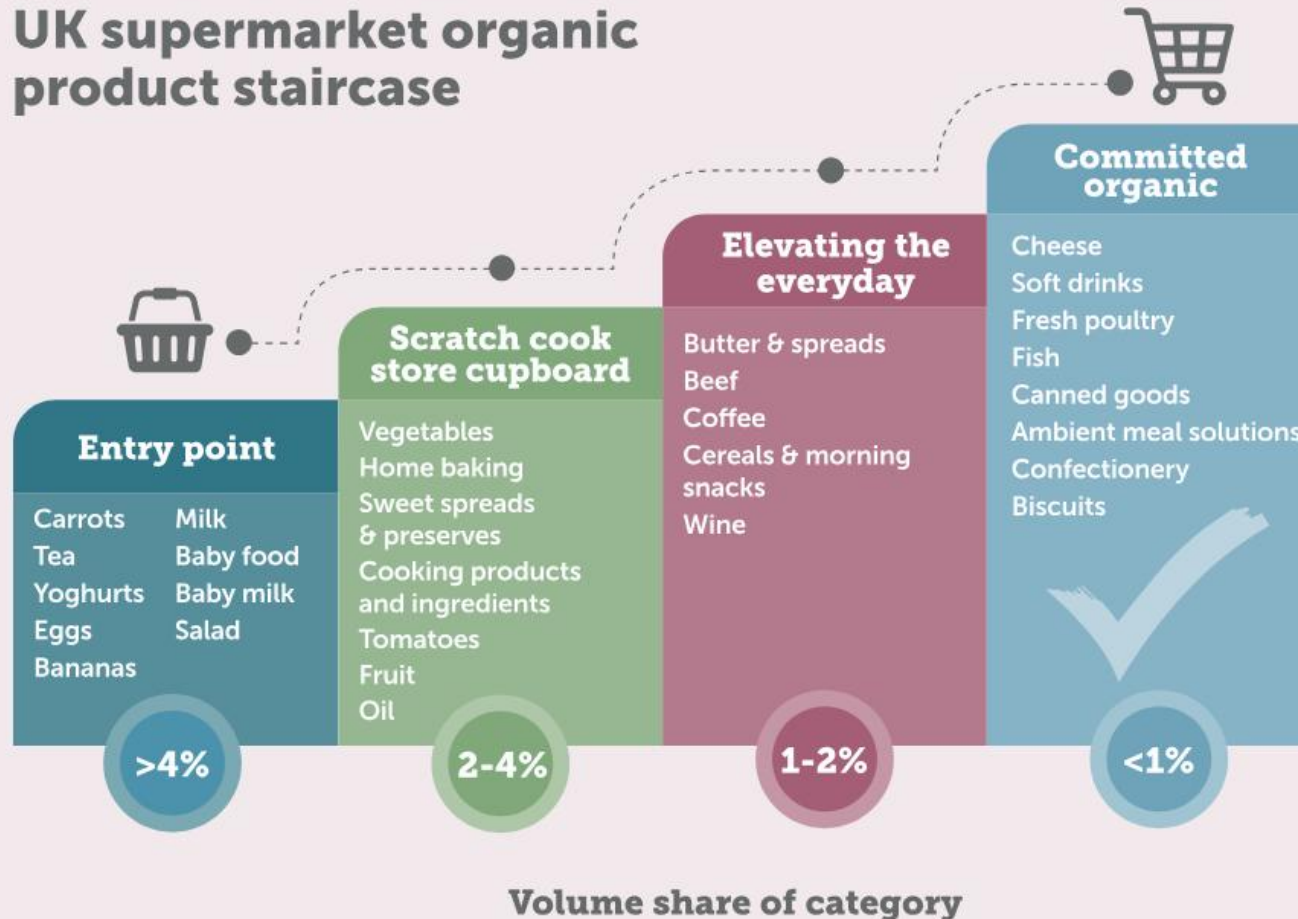 UK supermarket organic
product staircase
Entry point
Carrots
Tea
Yoghurts
Eggs
Bananas
Milk
Baby food
Baby milk
Salad
>4%
Scratch cook
store cupboard
Vegetables
Home baking
Sweet spreads
& preserves
Cooking products
and ingredients
Tomatoes
Fruit
Oil
2-4%
Elevating the
everyday
Butter & spreads
Beef
Coffee
Cereals & morning
snacks
Wine
1-2%
Committed
organic
Cheese
Soft drinks
Fresh poultry
Fish
Canned goods
Ambient meal solutions
Confectionery
Biscuits
<1%
Volume share of category